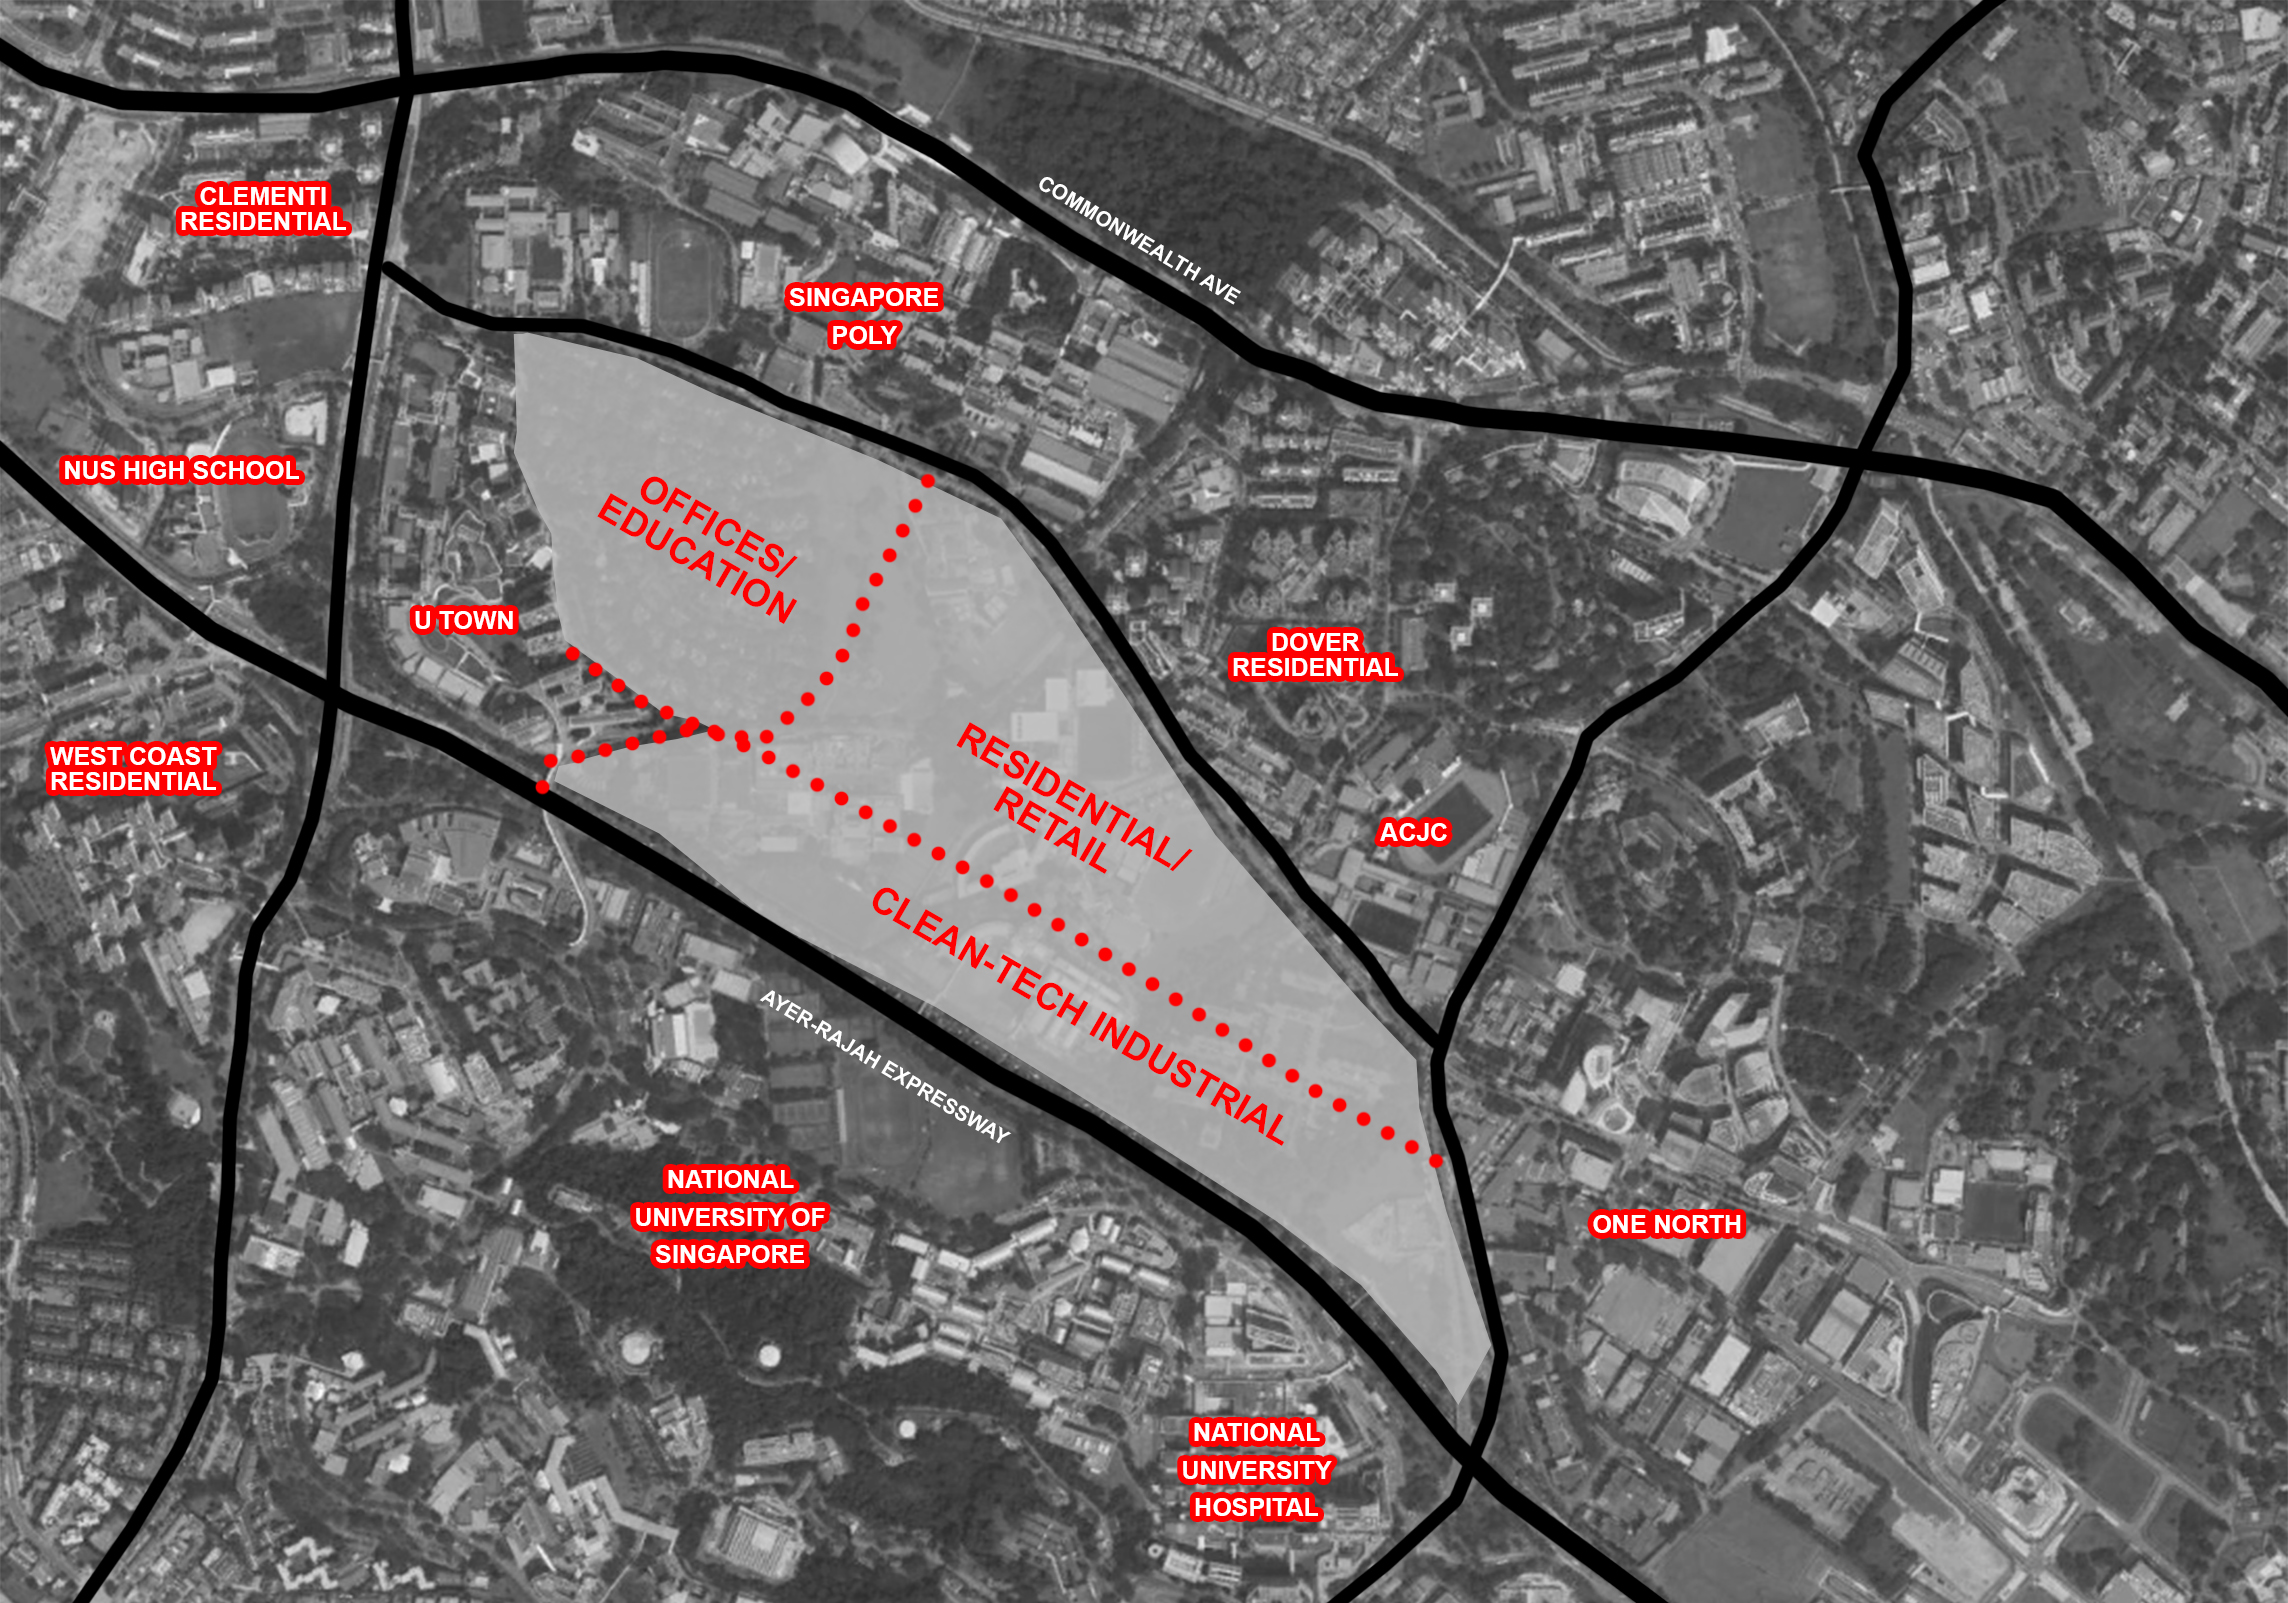 CLEMENTI
RESIDENTIAL
COMMONWEALTH AVE
SINGAPORE
POLY
NUS HIGH SCHOOL
OFFICES/
EDUCATION
U TOWN
DOVER
RESIDENTIAL
WEST COAST
RESIDENTIAL
RESIDENTIAL/
RETAIL
ACJC
CLEAN-TECH INDUSTRIAL
AYER-RAJAH EXPRESSWAY
NATIONAL
UNIVERSITY OF
SINGAPORE
ONE NORTH
NATIONAL
UNIVERSITY
HOSPITAL